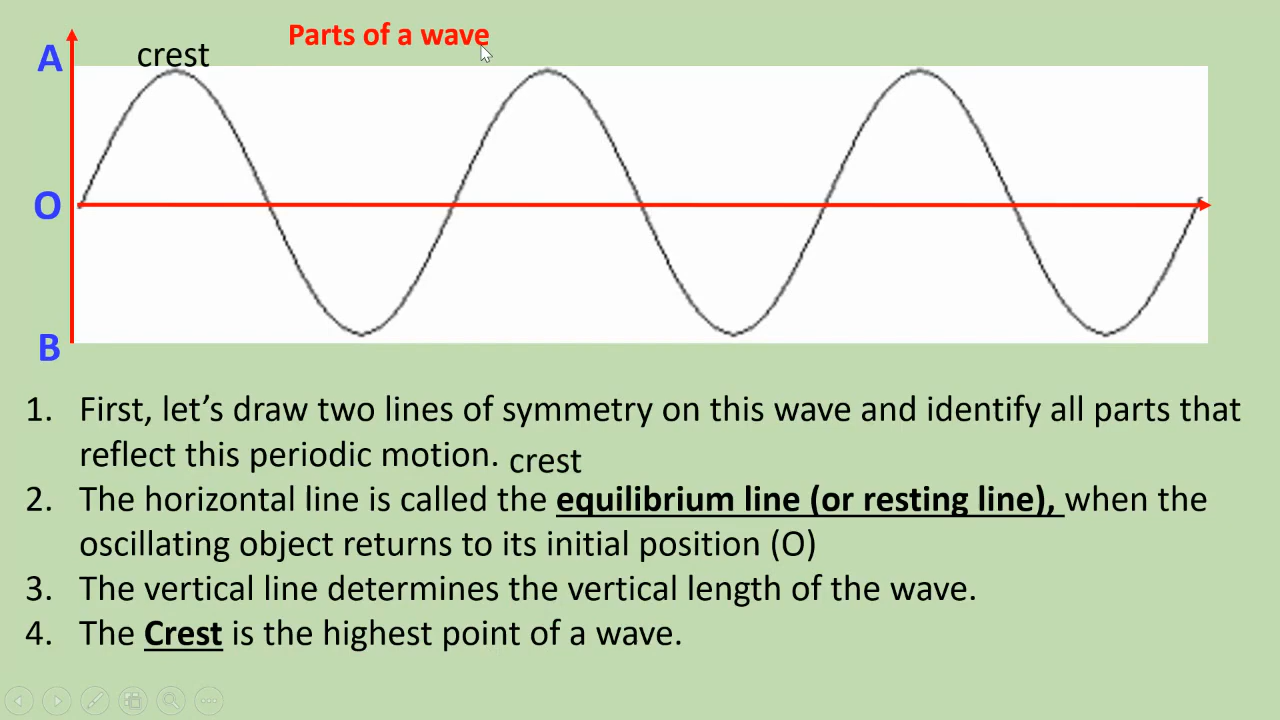 Parts of a wave
A
crest
O
B
1. First, let’s draw two lines of symmetry on this wave and identify all parts that
reflect this periodic motion. crest
2. The horizontal line is called the equilibrium line (or resting line), when the
oscillating object returns to its initial position (O)
3. The vertical line determines the vertical length of the wave.
4. The Crest is the highest point of a wave.